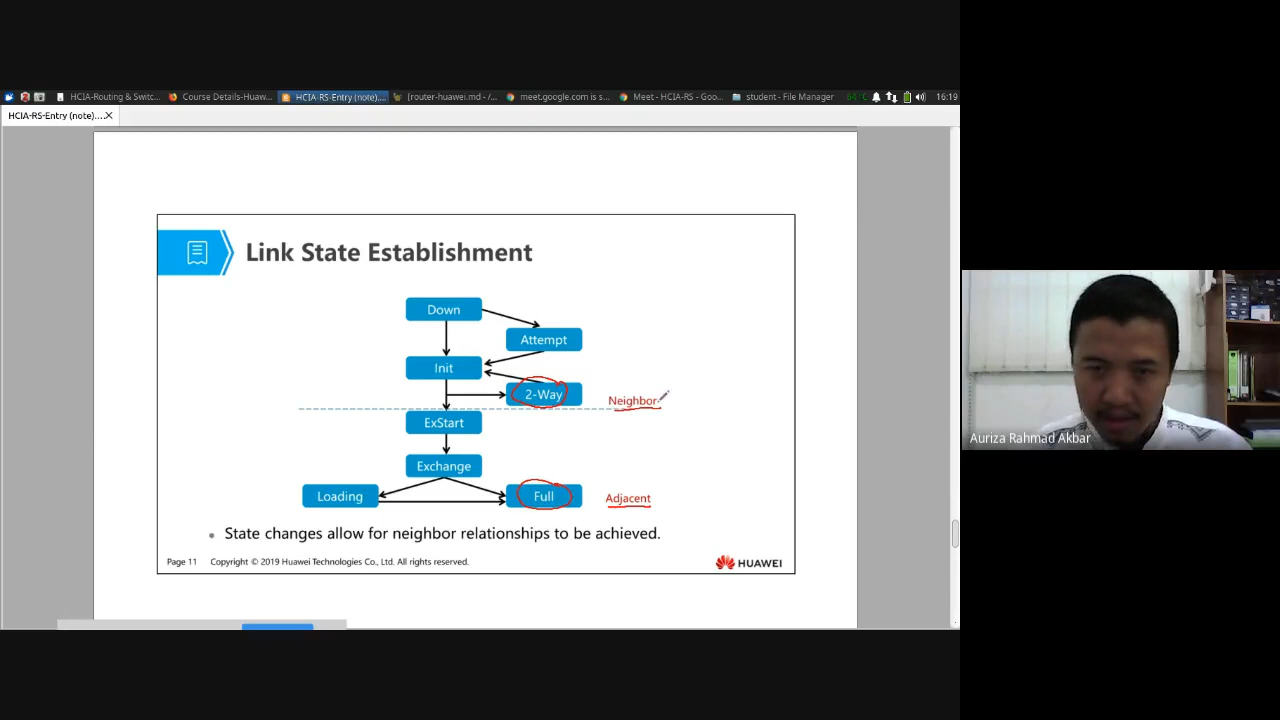 HCIA-Routing & Switc...
Course Details-Huaw...
HCIA-RS-Entry (note)....
(router-huawei.md - /...
meet.google.com is s...
Meet - HCIA-RS - Goo...
student - File Manager
64°C
16:19
HCIA-RS-Entry (note)....
Link State Establishment
Down
Attempt
Init
2-Way
Neighbor
ExStart
Exchange
Loading
Full
Adjacent
State changes allow for neighbor relationships to be achieved.
Page 11 Copyright © 2019 Huawei Technologies Co., Ltd. All rights reserved.
HUAWEI
Auriza Rahmad Akbar